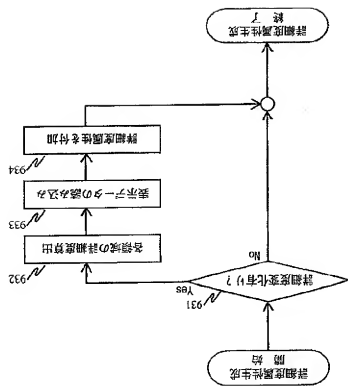 詳細度属性生成
開 始
931
詳細度変化有り?
Yes
No
932
各領域の詳細度算出
933
表示データの読み込み
934
詳細度属性を付加
詳細度属性生成
終 了